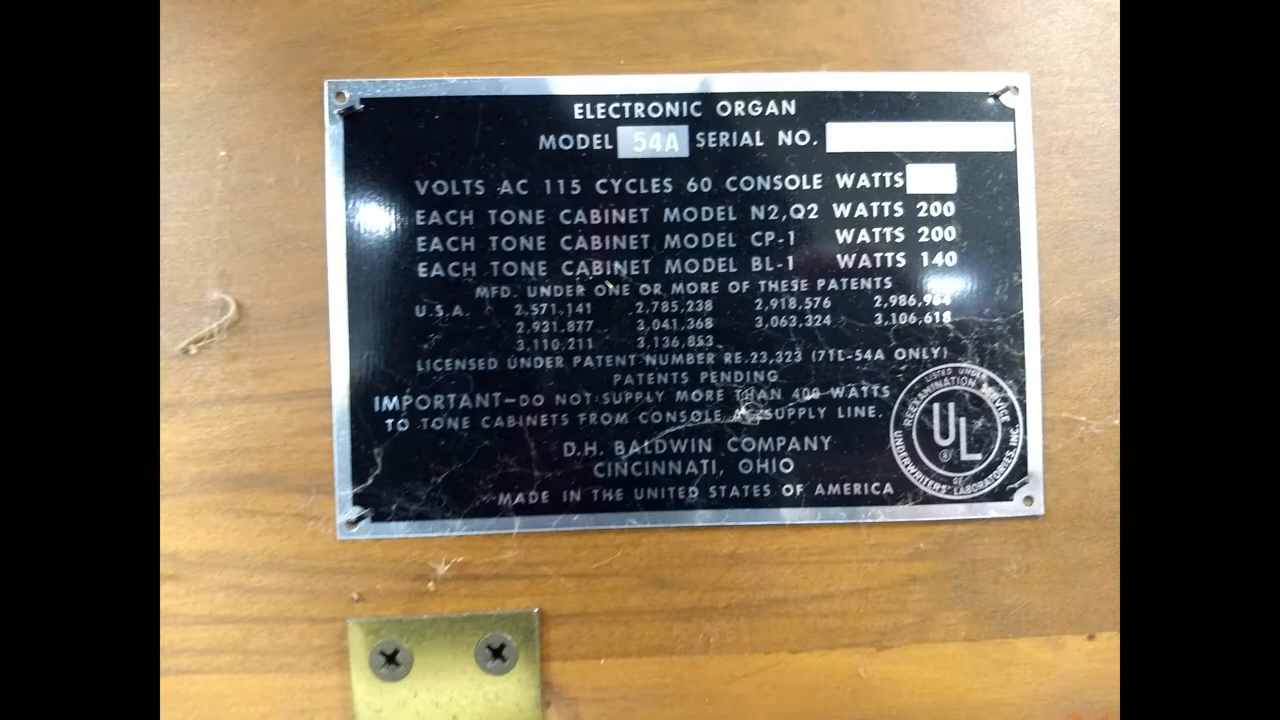 ELECTRONIC ORGAN
MODEL 54A SERIAL NO.
VOLTS AC 115 CYCLES 60 CONSOLE WATTS
EACH TONE CABINET MODEL N2,Q2 WATTS 200
EACH TONE CABINET MODEL CP-1 WATTS 200
EACH TONE CABINET MODEL BL-1 WATTS 140
MFD. UNDER ONE OR MORE OF THESE PATENTS
U.S.A. 2,571,141 2,785,238 2,918,576
2,931,877 3,041,368 3,063,324 3,106,618
3,110,211 3,136,853
LICENSED UNDER PATENT NUMBER RE.23,323 (71L-54A ONLY)
PATENTS PENDING
IMPORTANT-DO NOT SUPPLY MORE THAN 400 WATTS
TO TONE CABINETS FROM CONSOLE AC SUPPLY LINE.
D.H. BALDWIN COMPANY
CINCINNATI, OHIO
MADE IN THE UNITED STATES OF AMERICA
LISTED UNDER
REEXAMINATION SERVICE
UL
®
OF
UNDERWRITERS' LABORATORIES, INC.